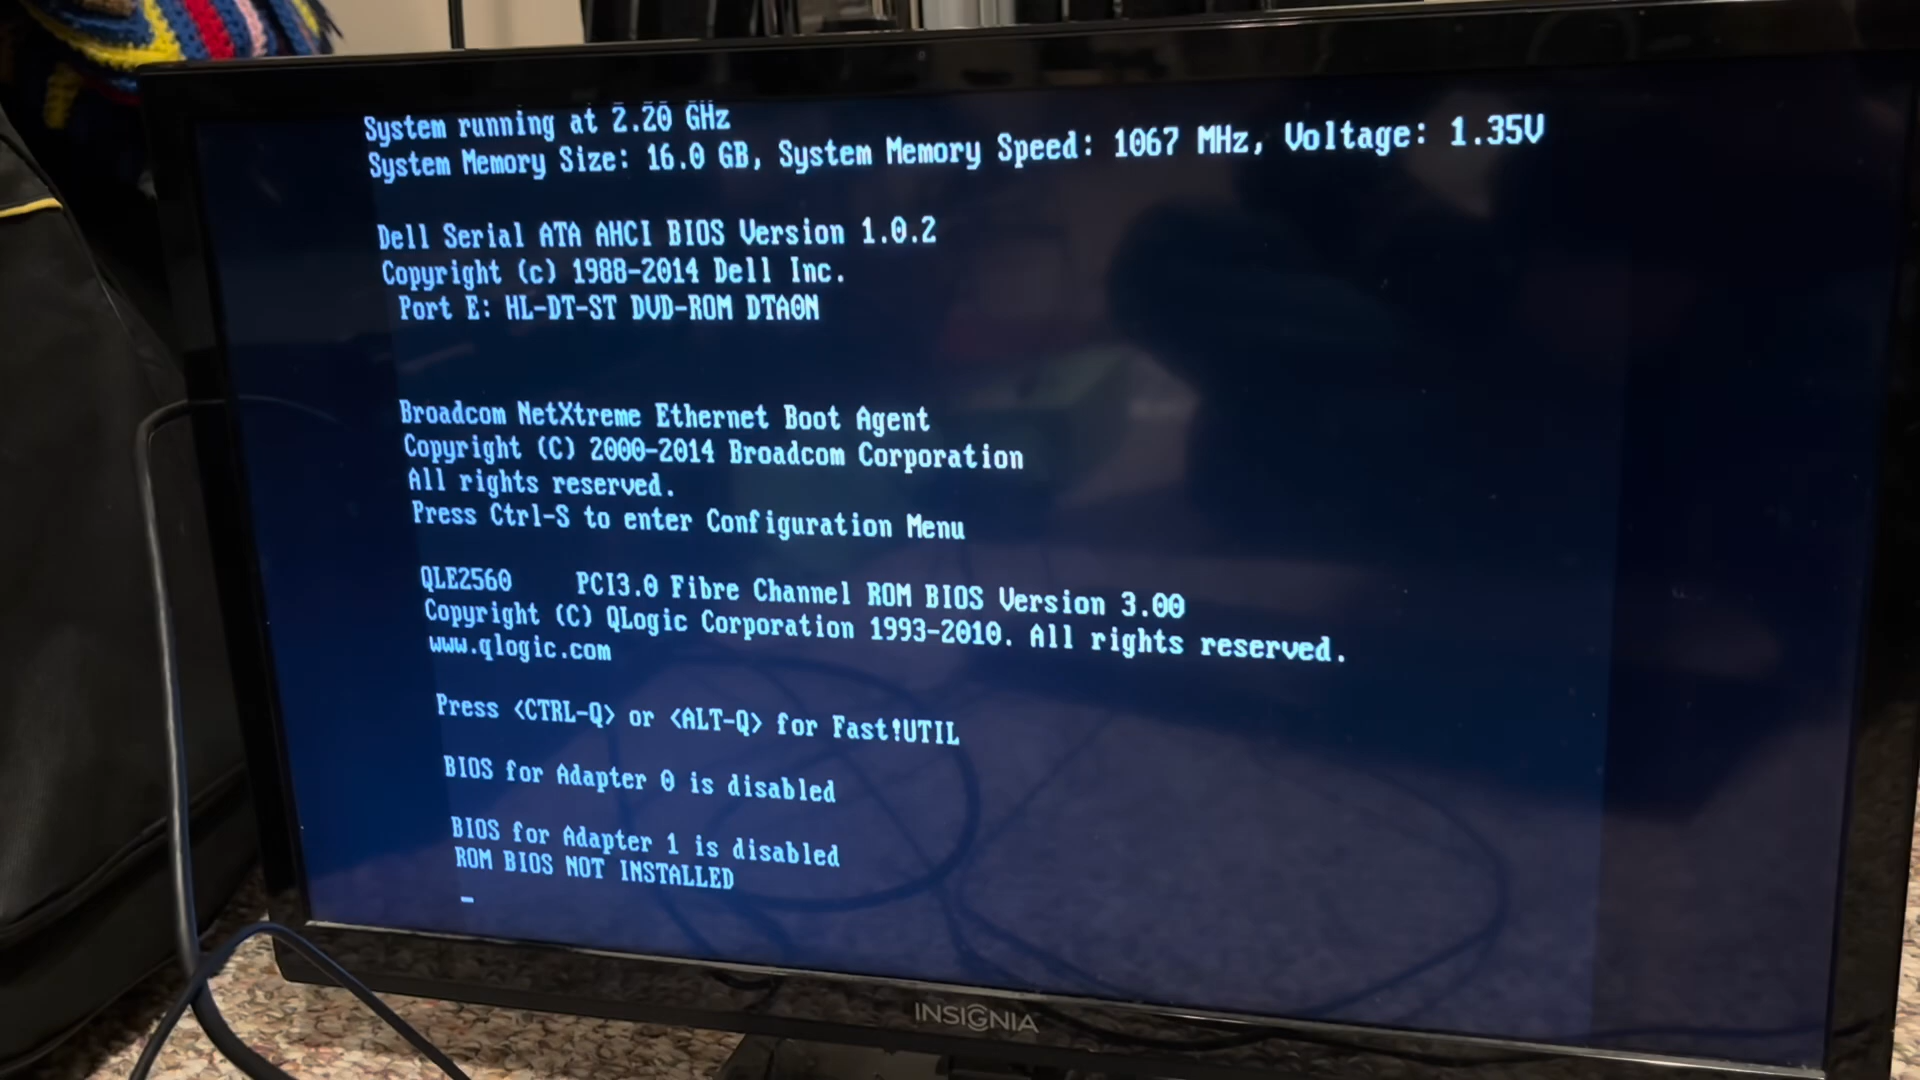 System running at 2.20 GHz
System Memory Size: 16.0 GB, System Memory Speed: 1067 MHz, Voltage: 1.35V
Dell Serial ATA AHCI BIOS Version 1.0.2
Copyright (c) 1988-2014 Dell Inc.
Port E: HL-DT-ST DVD-ROM DTA0N
Broadcom NetXtreme Ethernet Boot Agent
Copyright (C) 2000-2014 Broadcom Corporation
All rights reserved.
Press Ctrl-S to enter Configuration Menu
QLE2560 PCI3.0 Fibre Channel ROM BIOS Version 3.00
Copyright (C) QLogic Corporation 1993-2010. All rights reserved.
www.qlogic.com
Press <CTRL-Q> or <ALT-Q> for Fast!UTIL
BIOS for Adapter 0 is disabled
BIOS for Adapter 1 is disabled
ROM BIOS NOT INSTALLED
INSIGNIA